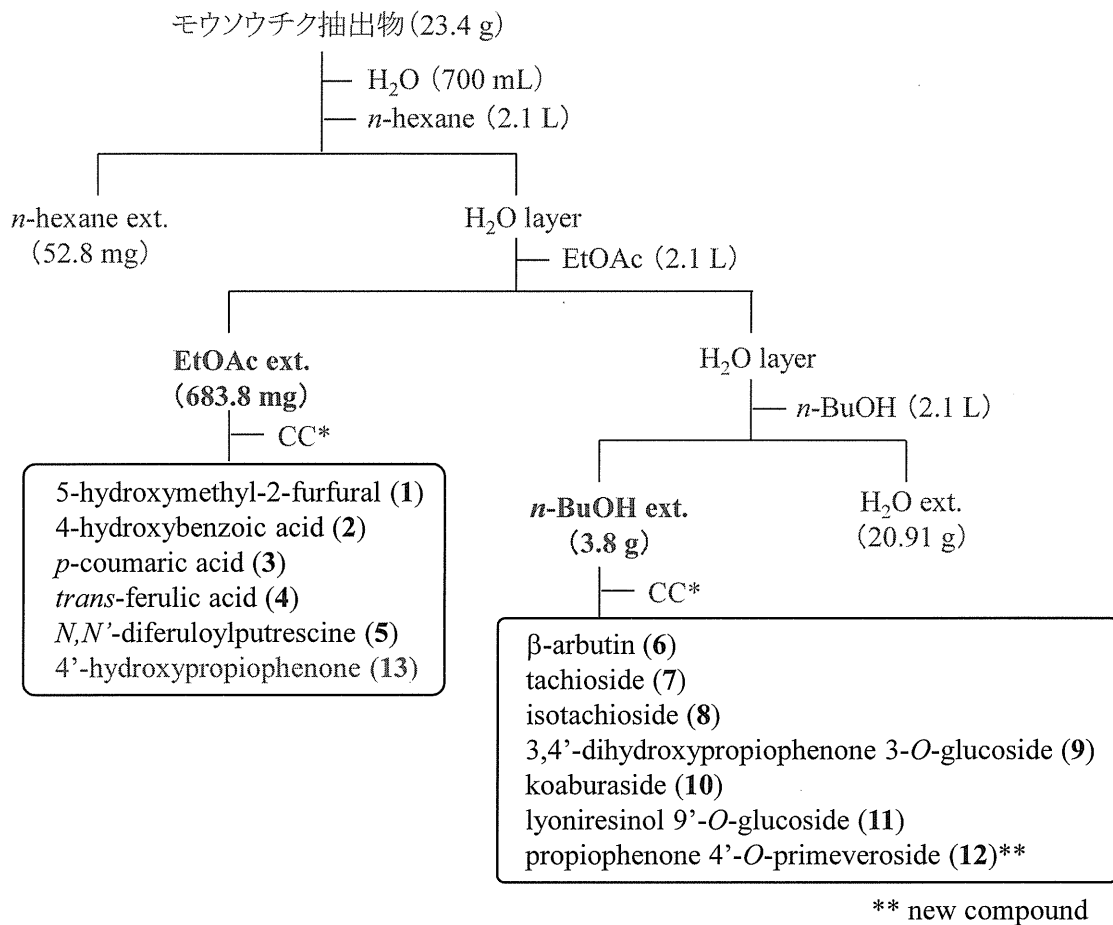 モウソウチク抽出物(23.4 g)
H₂O (700 mL)
n-hexane (2.1 L)
n-hexane ext.
(52.8 mg)
H₂O layer
EtOAc (2.1 L)
EtOAc ext.
(683.8 mg)
CC*
H₂O layer
n-BuOH (2.1 L)
5-hydroxymethyl-2-furfural (1)
4-hydroxybenzoic acid (2)
p-coumaric acid (3)
trans-ferulic acid (4)
N,N’-diferuloylputrescine (5)
4’-hydroxypropiophenone (13)
n-BuOH ext.
(3.8 g)
CC*
H₂O ext.
(20.91 g)
β-arbutin (6)
tachioside (7)
isotachioside (8)
3,4’-dihydroxypropiophenone 3-O-glucoside (9)
koaburaside (10)
lyoniresinol 9’-O-glucoside (11)
propiophenone 4’-O-primeveroside (12)**
** new compound